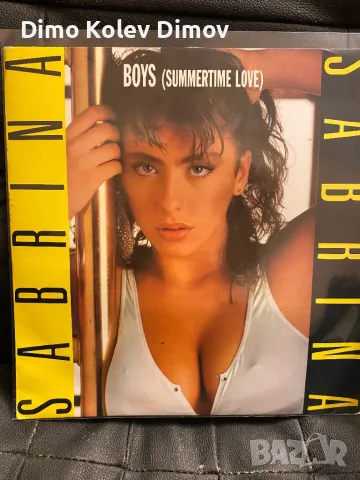 Dimo Kolev Dimov
BOYS (SUMMERTIME LOVE)
SABRINA
SABRINA
BAZAR